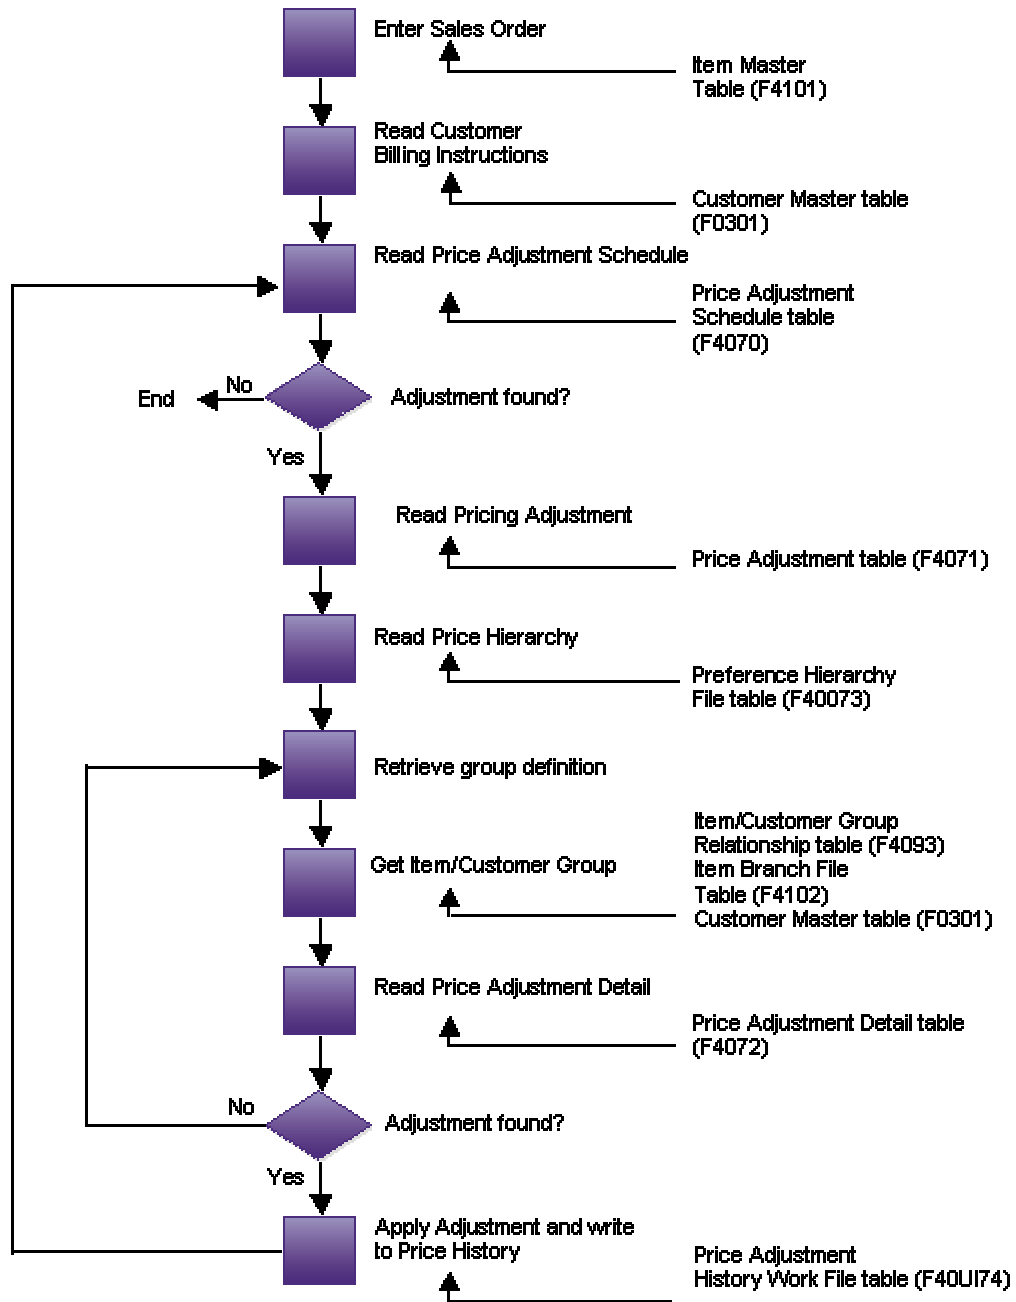 Enter Sales Order
Item Master
Table (F4101)
Read Customer
Billing Instructions
Customer Master table
(F0301)
Read Price Adjustment Schedule
Price Adjustment
Schedule table
(F4070)
End
No
Adjustment found?
Yes
Read Pricing Adjustment
Price Adjustment table (F4071)
Read Price Hierarchy
Preference Hierarchy
File table (F40073)
Retrieve group definition
Item/Customer Group
Relationship table (F4093)
Item Branch File
Table (F4102)
Customer Master table (F0301)
Get Item/Customer Group
Read Price Adjustment Detail
Price Adjustment Detail table
(F4072)
No
Adjustment found?
Yes
Apply Adjustment and write
to Price History
Price Adjustment
History Work File table (F40UI74)